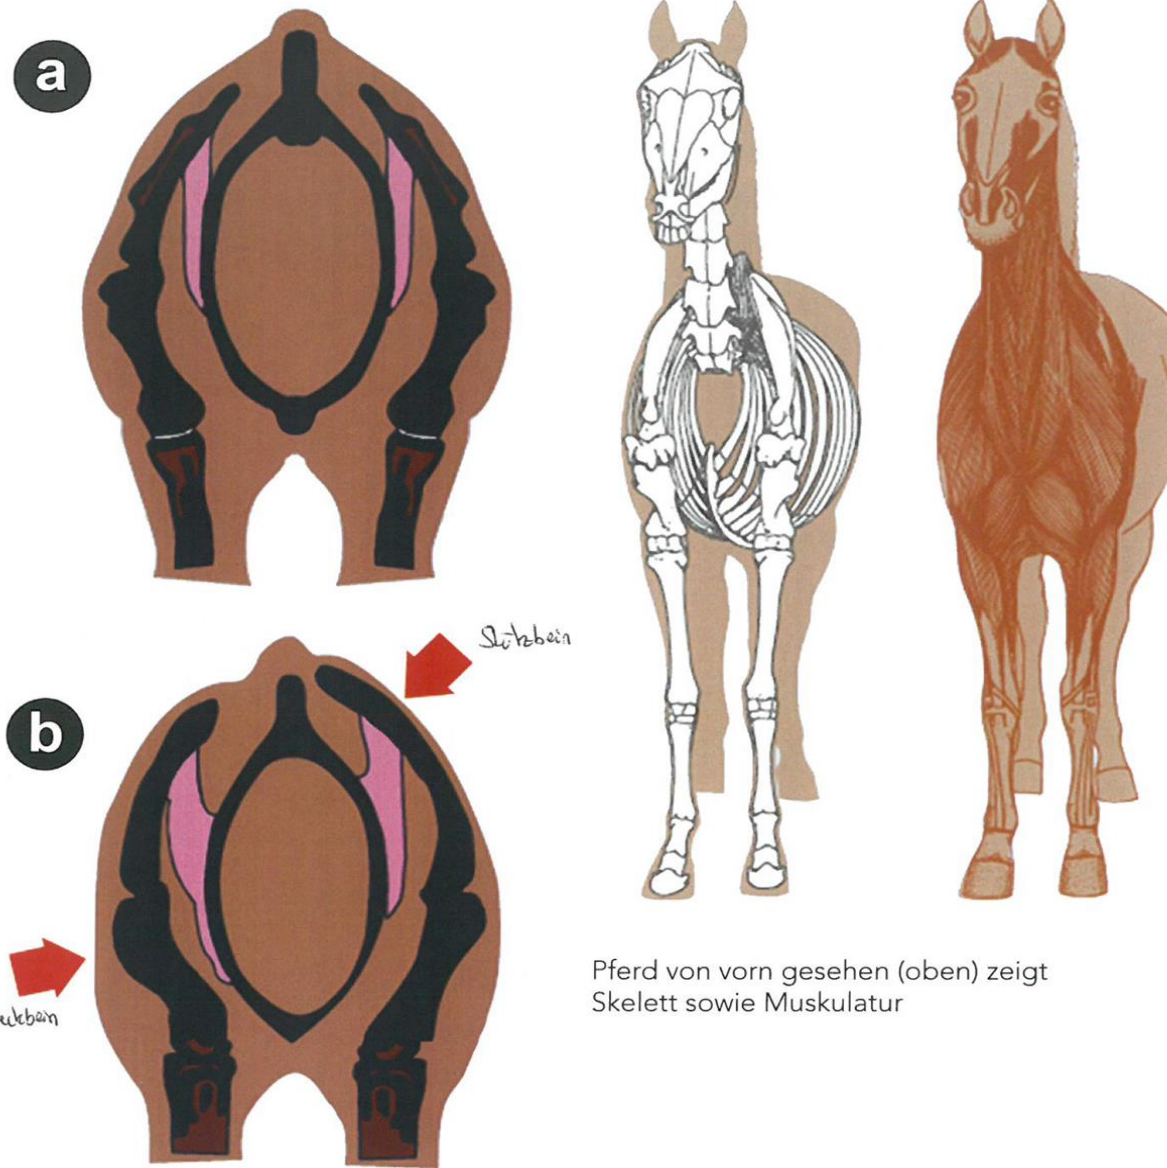 a
Stützbein
b
Pferd von vorn gesehen (oben) zeigt
Skelett sowie Muskulatur